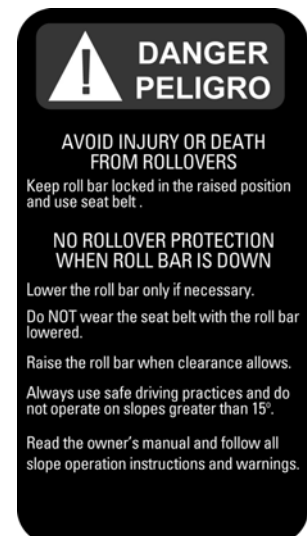 DANGER
PELIGRO
AVOID INJURY OR DEATH
FROM ROLLOVERS
Keep roll bar locked in the raised position
and use seat belt .
NO ROLLOVER PROTECTION
WHEN ROLL BAR IS DOWN
Lower the roll bar only if necessary.
Do NOT wear the seat belt with the roll bar
lowered.
Raise the roll bar when clearance allows.
Always use safe driving practices and do
not operate on slopes greater than 15º.
Read the owner's manual and follow all
slope operation instructions and warnings.